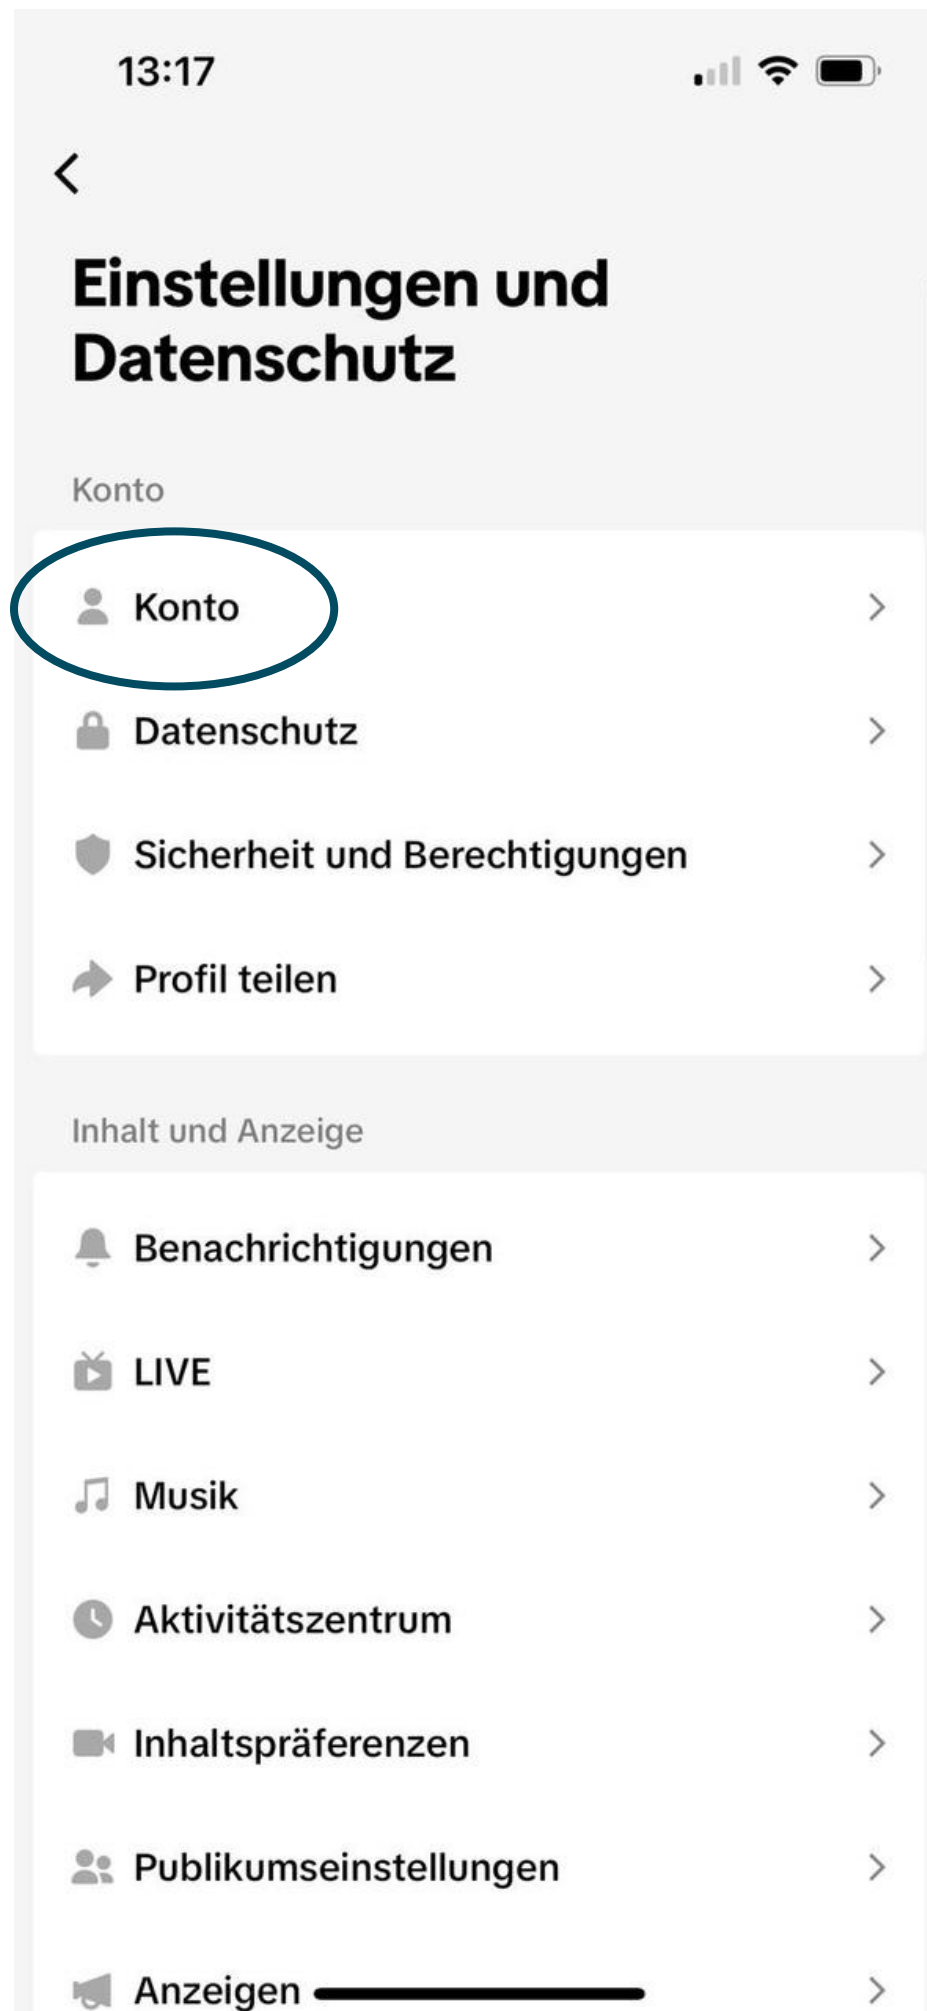 13:17
Einstellungen und
Datenschutz
Konto
Konto
Datenschutz
Sicherheit und Berechtigungen
Profil teilen
Inhalt und Anzeige
Benachrichtigungen
LIVE
Musik
Aktivitätszentrum
Inhaltspräferenzen
Publikumseinstellungen
Anzeigen